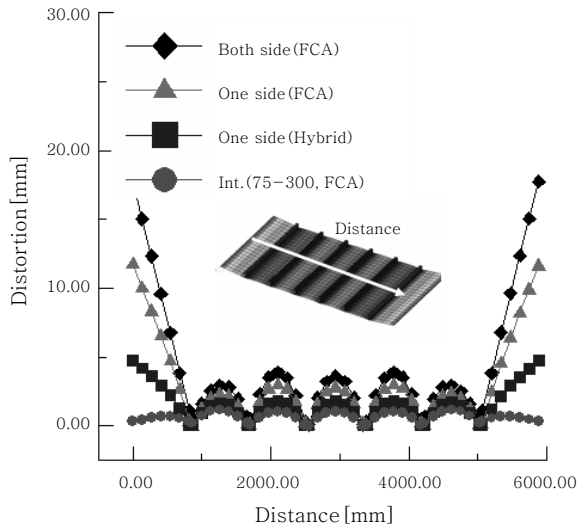 30.00
Both side(FCA)
One side(FCA)
20.00
One side(Hybrid)
Int.(75-300, FCA)
Distance
Distortion[mm]
10.00
0.00
0.00
2000.00
4000.00
6000.00
Distance[mm]